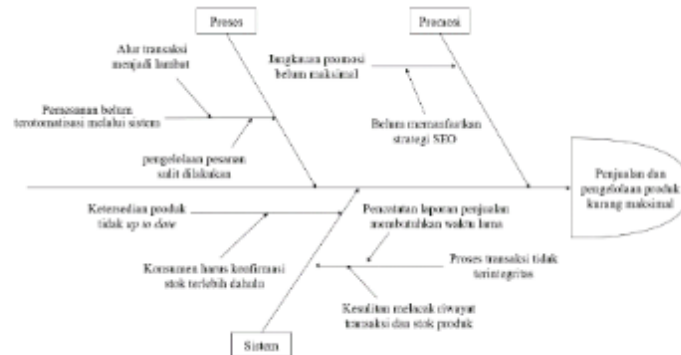 Proses
Promosi
Alur transaksi
menjadi lambat
Jangkauan promosi
belum maksimal
Pemesanan belum
terotomatisasi melalui sistem
Belum memanfaatkan
strategi SEO
pengelolaan pesanan
sulit dilakukan
Penjualan dan
pengelolaan produk
kurang maksimal
Ketersedian produk
tidak up to date
Pencatatan laporan penjualan
membutuhkan waktu lama
Konsumen harus konfirmasi
stok terlebih dahulu
Proses transaksi tidak
terintegritas
Kesulitan melacak riwayat
transaksi dan stok produk
Sistem